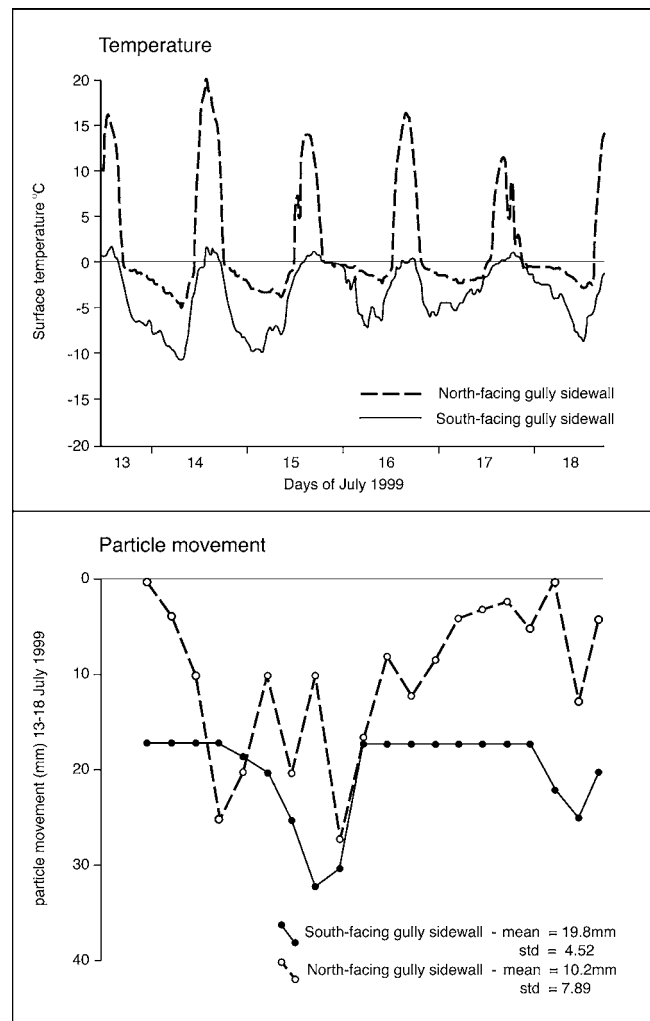 Temperature
20
15
10
5
0
-5
-10
-15
-20
Surface temperature °C
North-facing gully sidewall
South-facing gully sidewall
13 14 15 16 17 18
Days of July 1999
Particle movement
0
10
20
30
40
particle movement (mm) 13-18 July 1999
South-facing gully sidewall - mean = 19.8mm
std = 4.52
North-facing gully sidewall - mean = 10.2mm
std = 7.89